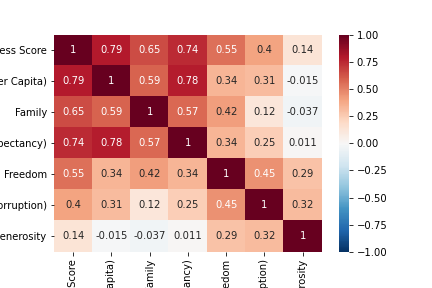 ess Score 1 0.79 0.65 0.74 0.55 0.4 0.14
er Capita) 0.79 1 0.59 0.78 0.34 0.31 -0.015
Family 0.65 0.59 1 0.57 0.42 0.12 -0.037
pectancy) 0.74 0.78 0.57 1 0.34 0.25 0.011
Freedom 0.55 0.34 0.42 0.34 1 0.45 0.29
orruption) 0.4 0.31 0.12 0.25 0.45 1 0.32
enerosity 0.14 -0.015 -0.037 0.011 0.29 0.32 1
Score
apita)
amily
ancy)
edom
ption)
rosity
1.00
0.75
0.50
0.25
0.00
−0.25
−0.50
−0.75
−1.00